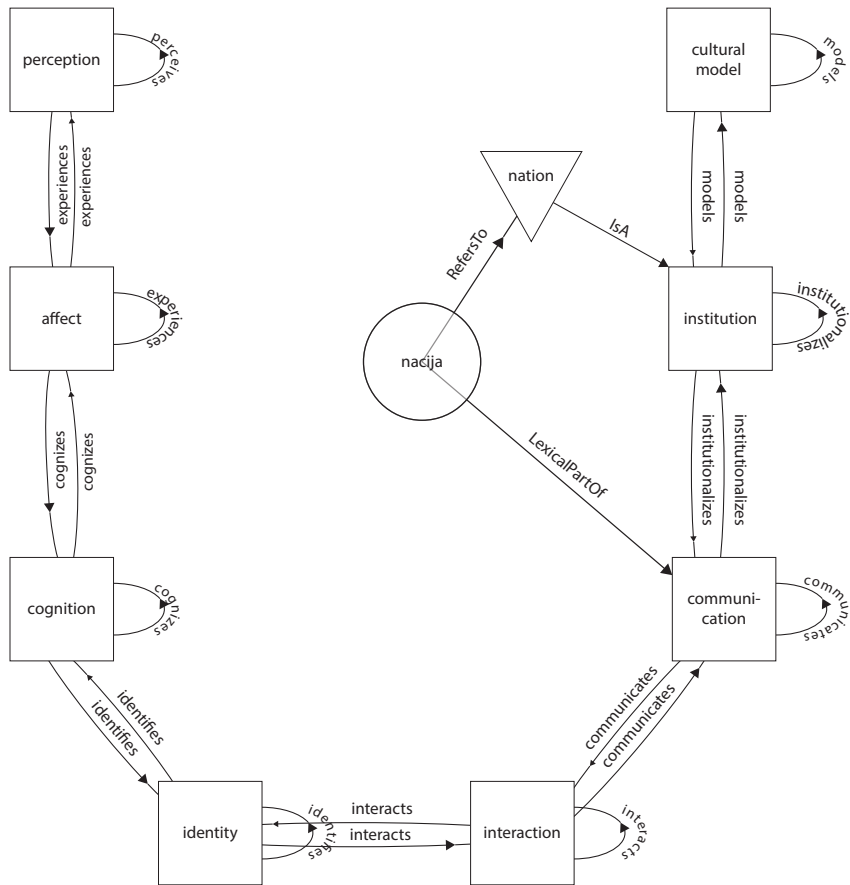 perception
perceives
cultural
model
models
experiences
experiences
models
models
nation
RefersTo
IsA
affect
experiences
institution
institutionalizes
nacija
cognizes
cognizes
LexicalPartOf
institutionalizes
institutionalizes
cognition
cognizes
communi-
cation
communicates
identifies
identifies
communicates
communicates
identity
identifies
interacts
interacts
interaction
interacts